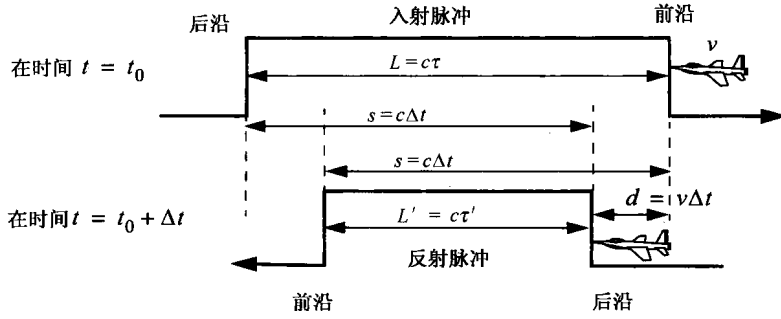 入射脉冲
前沿
后沿
v
在时间 t = t₀
L = cτ
s = cΔt
s = cΔt
d = vΔt
在时间 t = t₀ + Δt
L′ = cτ′
反射脉冲
前沿
后沿